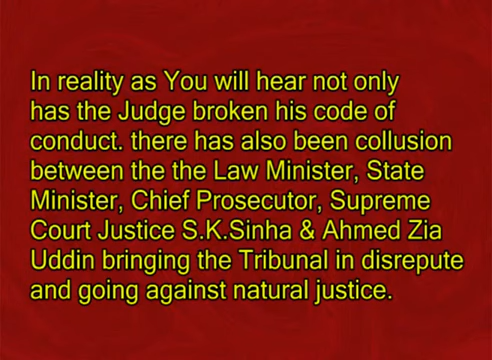 In reality as You will hear not only
has the Judge broken his code of
conduct. there has also been collusion
between the the Law Minister, State
Minister, Chief Prosecutor, Supreme
Court Justice S.K.Sinha & Ahmed Zia
Uddin bringing the Tribunal in disrepute
and going against natural justice.